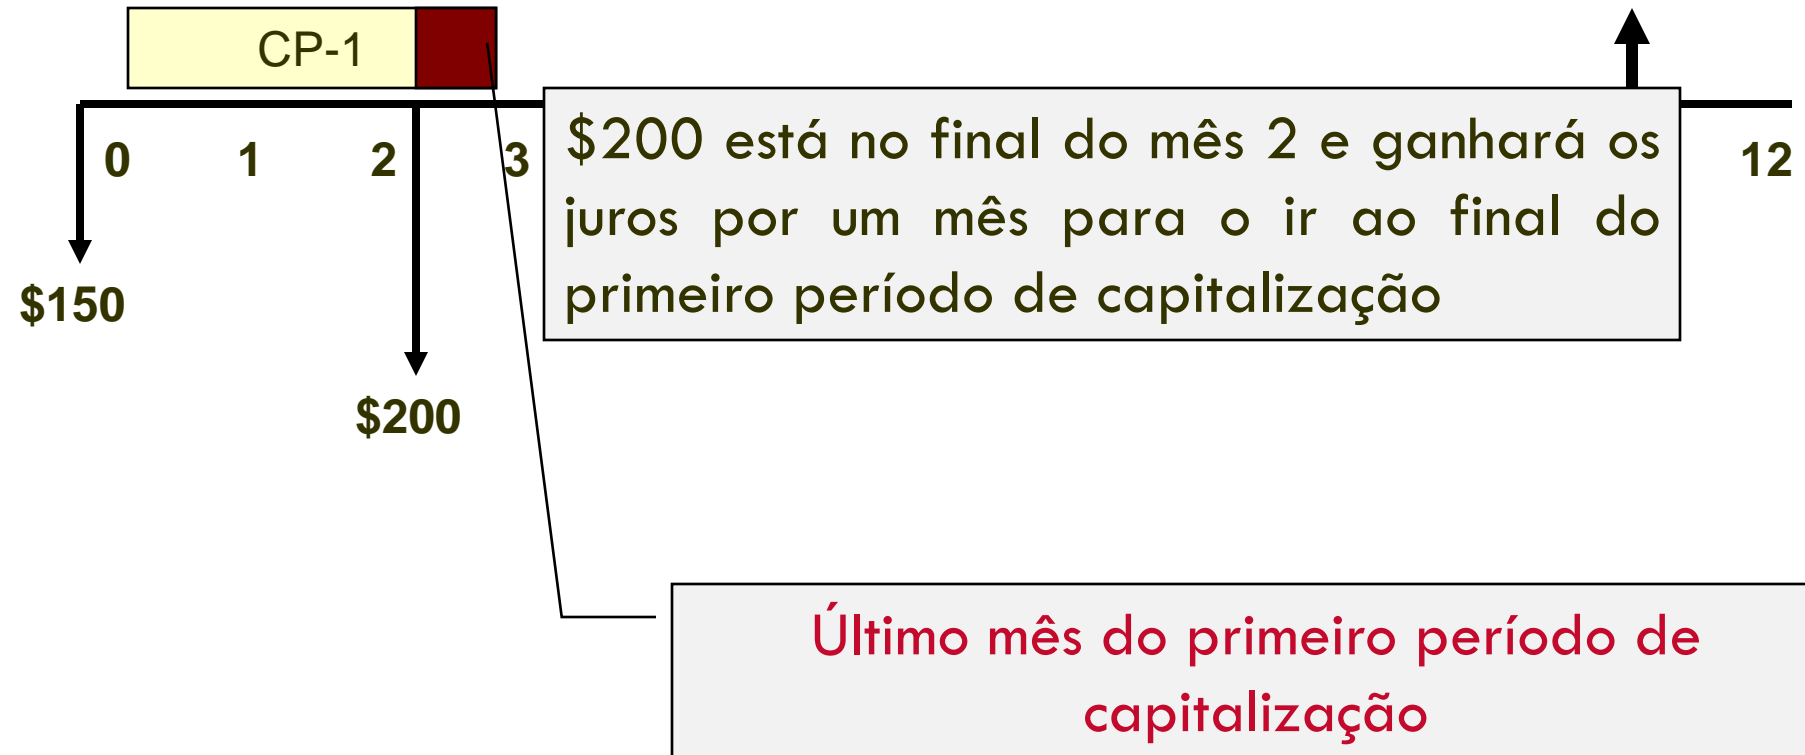 CP-1
0 1 2 3 12
$200 está no final do mês 2 e ganhará os
juros por um mês para o ir ao final do
primeiro período de capitalização
$150
$200
Último mês do primeiro período de
capitalização